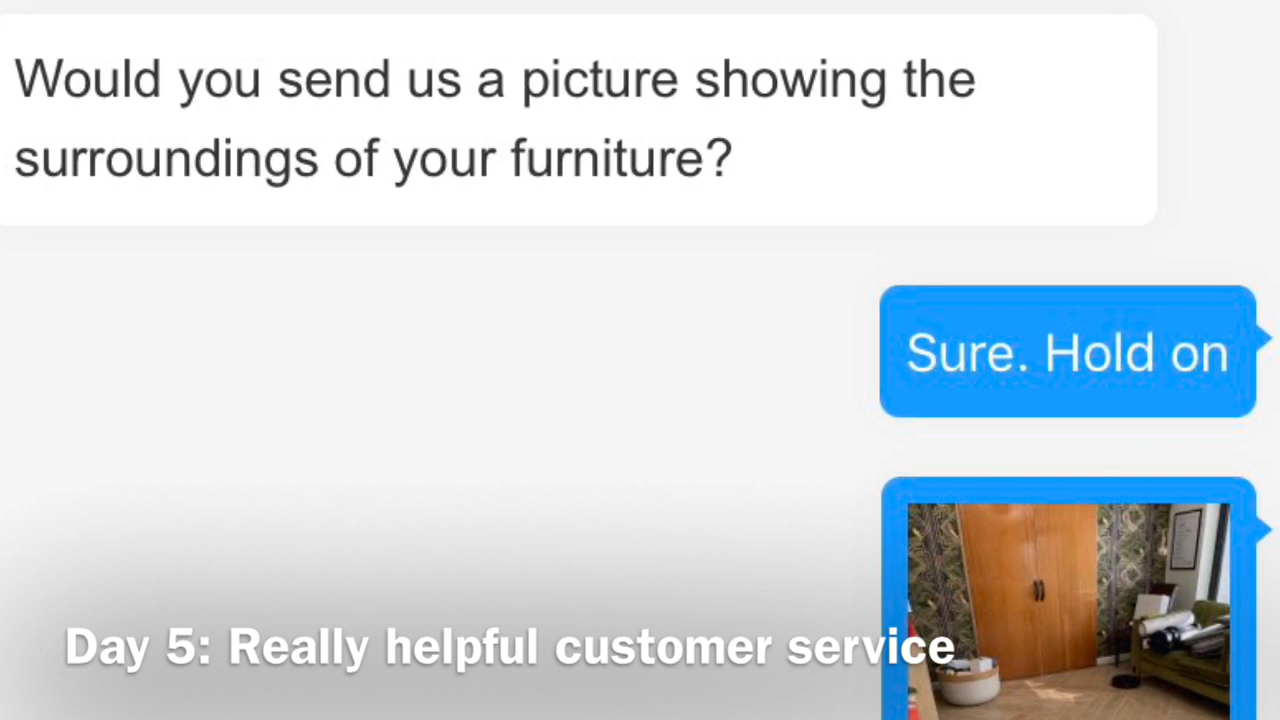 Would you send us a picture showing the
surroundings of your furniture?
Sure. Hold on
Day 5: Really helpful customer service